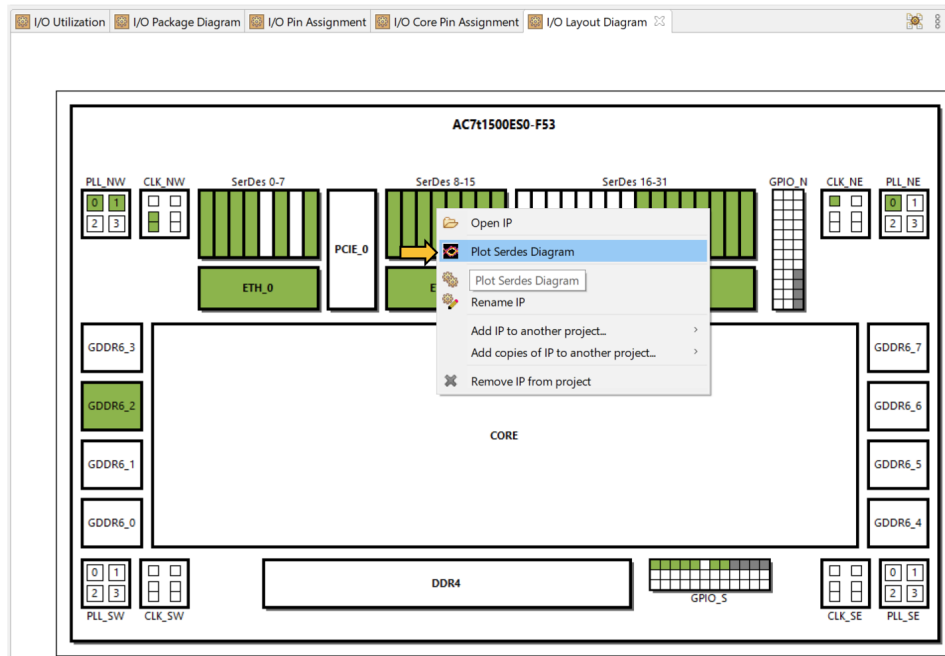 I/O Utilization I/O Package Diagram I/O Pin Assignment I/O Core Pin Assignment I/O Layout Diagram
AC7t1500ES0-F53
PLL_NW CLK_NW SerDes 0-7 SerDes 8-15 SerDes 16-31 GPIO_N CLK_NE PLL_NE
0 1 0 1
2 3 2 3
Open IP
PCIE_0
Plot Serdes Diagram
ETH_0
Plot Serdes Diagram
Rename IP
Add IP to another project...
Add copies of IP to another project...
Remove IP from project
GDDR6_3 GDDR6_7
GDDR6_2 GDDR6_6
CORE
GDDR6_1 GDDR6_5
GDDR6_0 GDDR6_4
0 1 0 1
2 3 DDR4 2 3
GPIO_S
PLL_SW CLK_SW CLK_SE PLL_SE